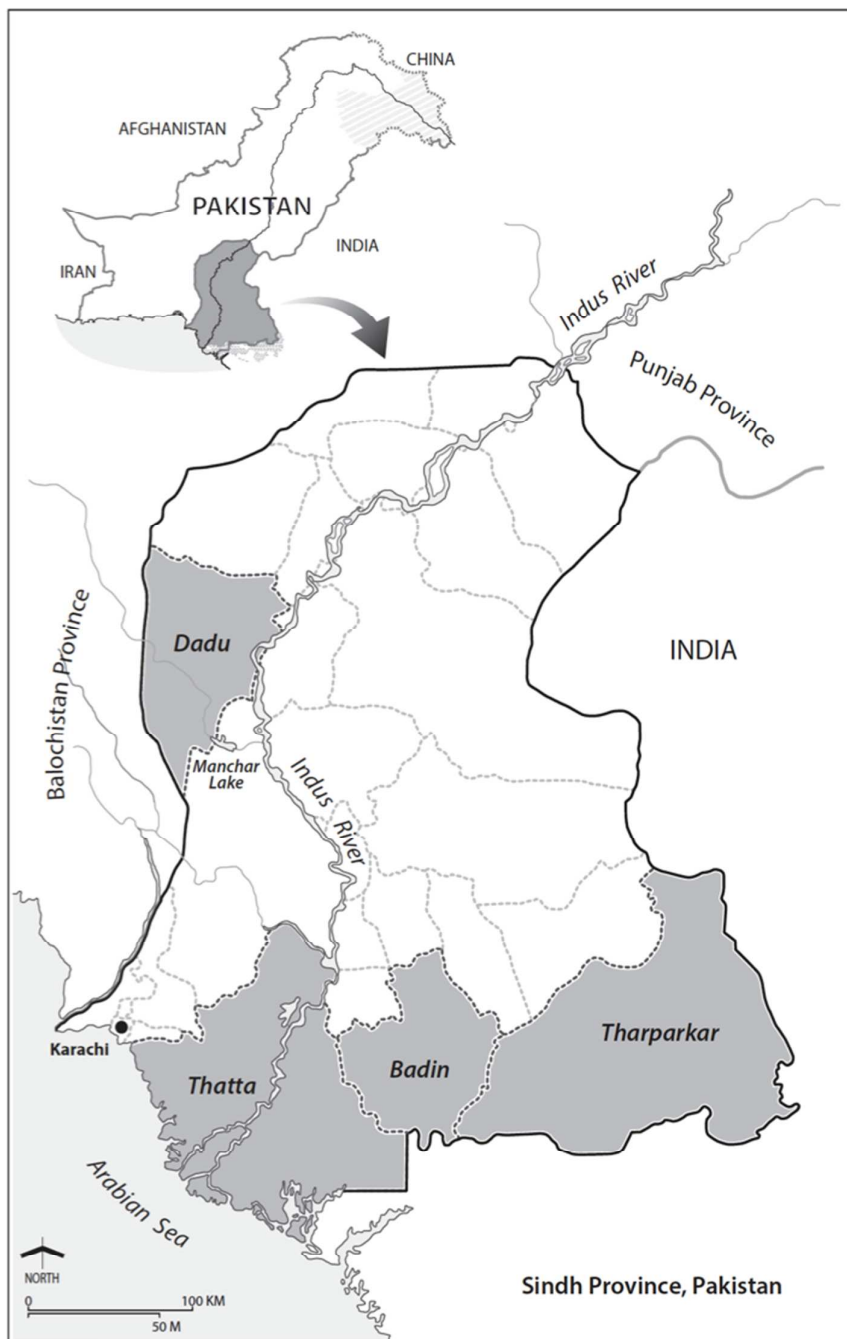 CHINA
AFGHANISTAN
PAKISTAN
INDIA
IRAN
Indus River
Punjab Province
Dadu
INDIA
Balochistan Province
Manchar
Lake
Indus River
Tharparkar
Karachi
Badin
Thatta
Arabian Sea
NORTH
0 100 KM
50 M
Sindh Province, Pakistan